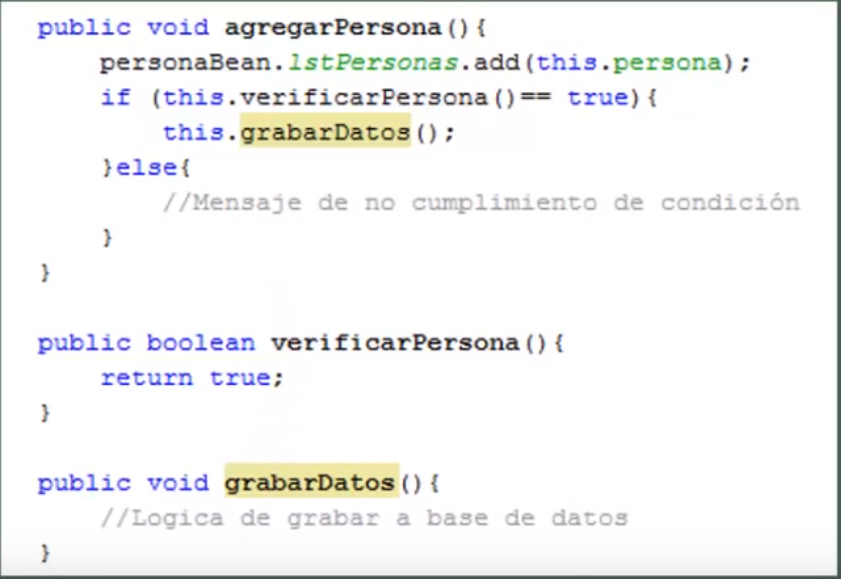 public void agregarPersona(){
personaBean.lstPersonas.add(this.persona);
if (this.verificarPersona()== true){
this.grabarDatos();
}else{
//Mensaje de no cumplimiento de condición
}
}
public boolean verificarPersona(){
return true;
}
public void grabarDatos(){
//Logica de grabar a base de datos
}